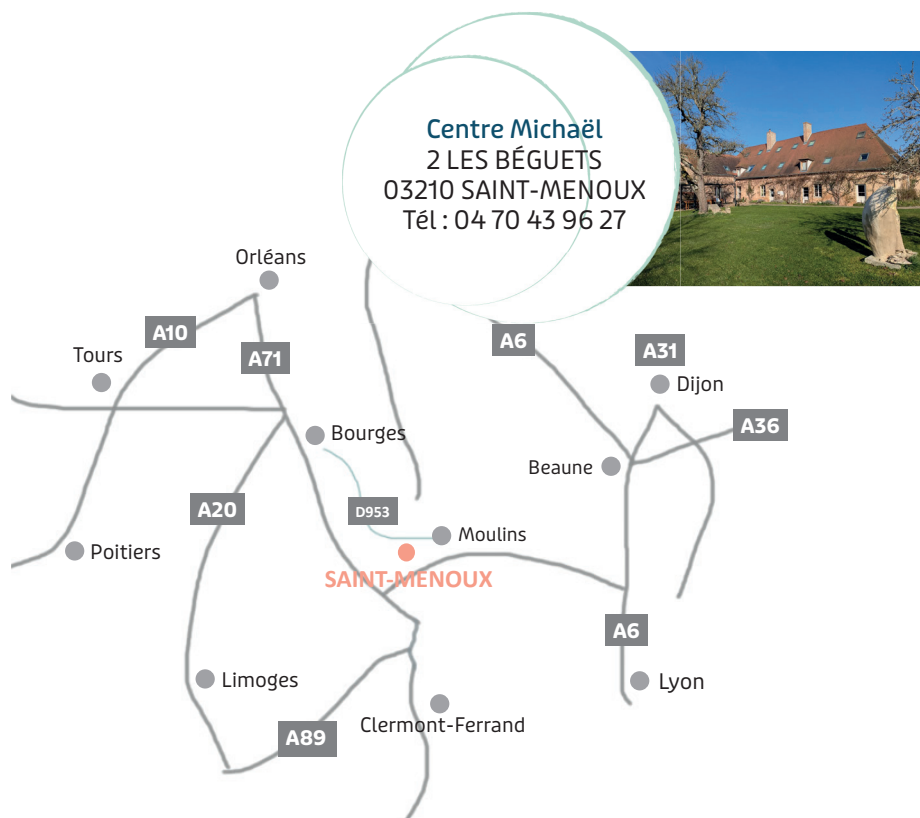 Centre Michaël
2 LES BÉGUETS
03210 SAINT-MENOUX
Tél : 04 70 43 96 27
Orléans
A10
A71
A6
A31
Tours
Dijon
A36
Bourges
Beaune
A20
D953
Moulins
Poitiers
SAINT-MENOUX
A6
Limoges
Lyon
Clermont-Ferrand
A89